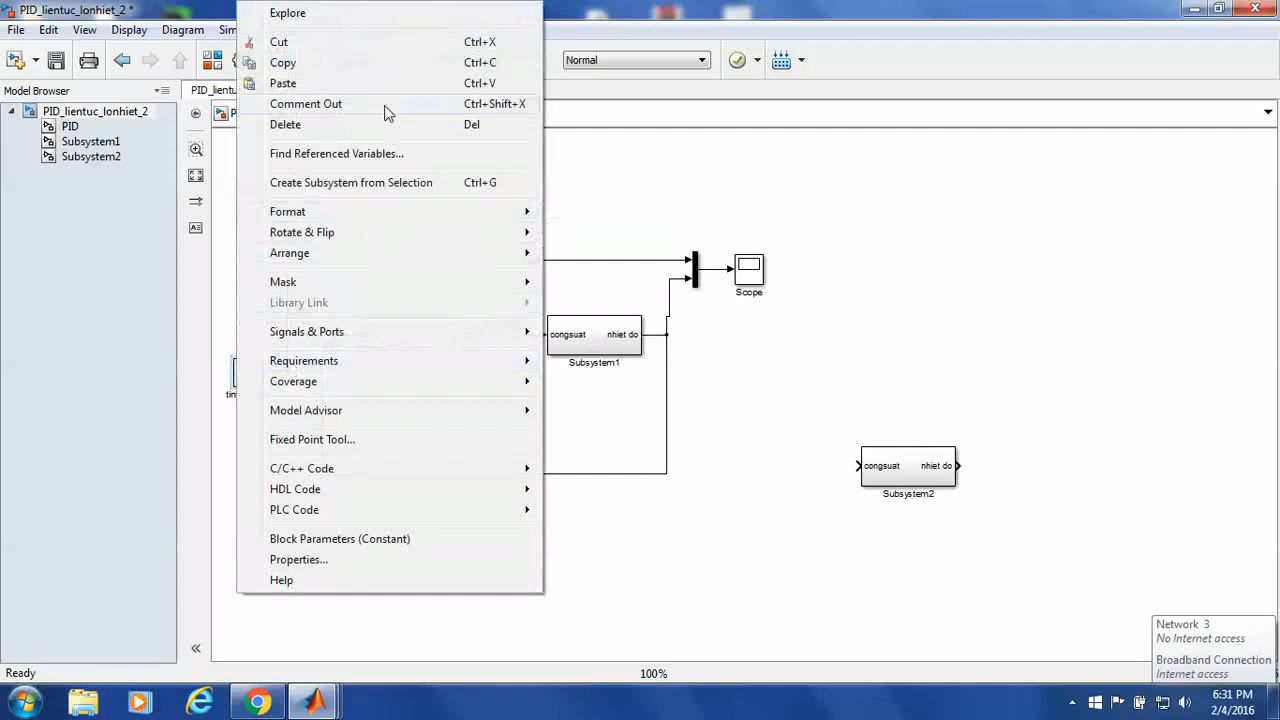 PID_lientuc_lonhiet_2 *
File Edit View Display Diagram Sim
Normal
Model Browser
PID_lientuc_lonhiet_2
PID
Subsystem1
Subsystem2
PID_lien
P
Explore
Cut Ctrl+X
Copy Ctrl+C
Paste Ctrl+V
Comment Out Ctrl+Shift+X
Delete Del
Find Referenced Variables...
Create Subsystem from Selection Ctrl+G
Format
Rotate & Flip
Arrange
Mask
Library Link
Signals & Ports
Requirements
Coverage
Model Advisor
Fixed Point Tool...
C/C++ Code
HDL Code
PLC Code
Block Parameters (Constant)
Properties...
Help
Scope
congsuat nhiet do
Subsystem1
tin
congsuat nhiet do
Subsystem2
Network 3
No Internet access
Broadband Connection
Internet access
Ready 100%
6:31 PM
2/4/2016